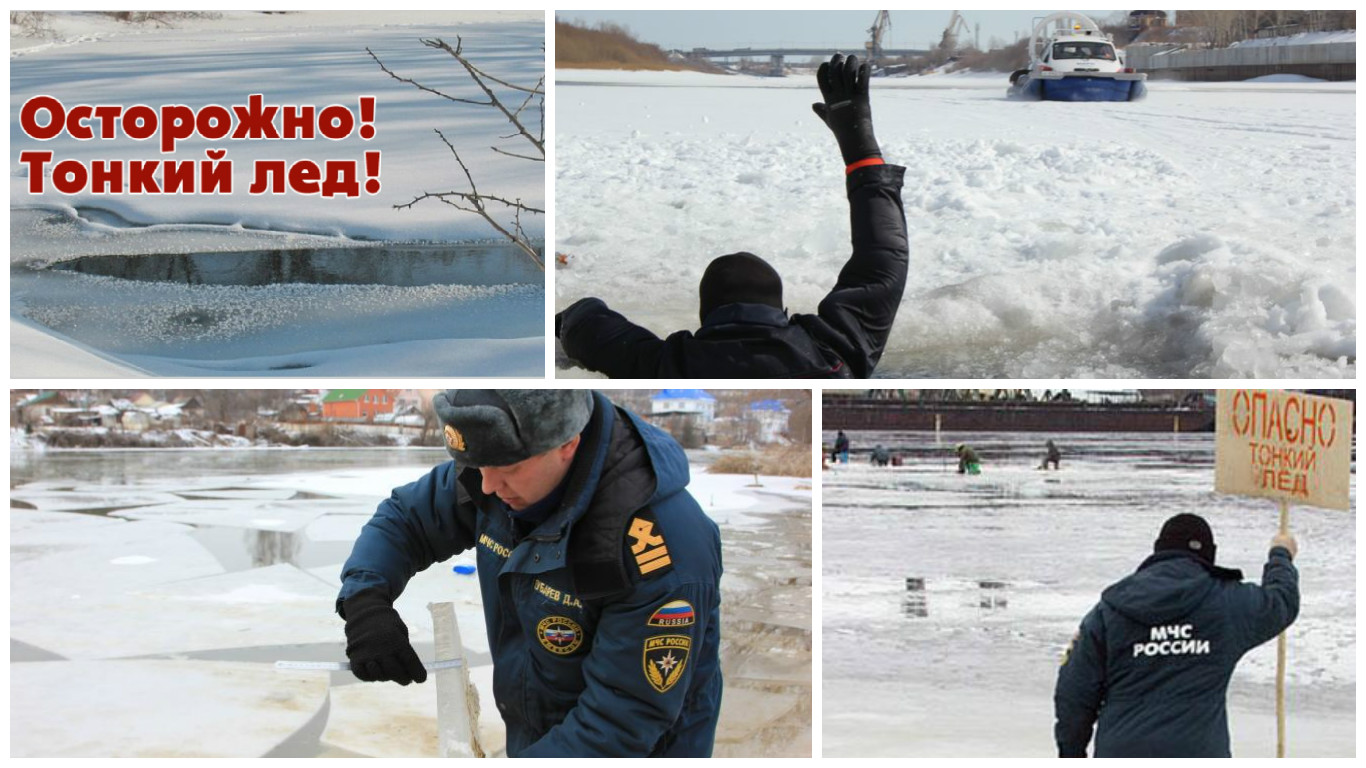 Осторожно!
Тонкий лед!
ОПАСНО
ТОНКИЙ
ЛЕД
МЧС
РОССИИ
RUSSIA
МЧС РОССИИ